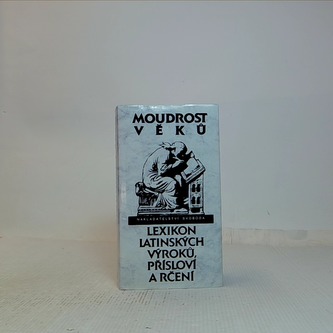 MOUDROST
VĚKŮ
NAKLADATELSTVÍ SVOBODA
LEXIKON
LATINSKÝCH
VÝROKŮ,
PŘÍSLOVÍ
A RČENÍ